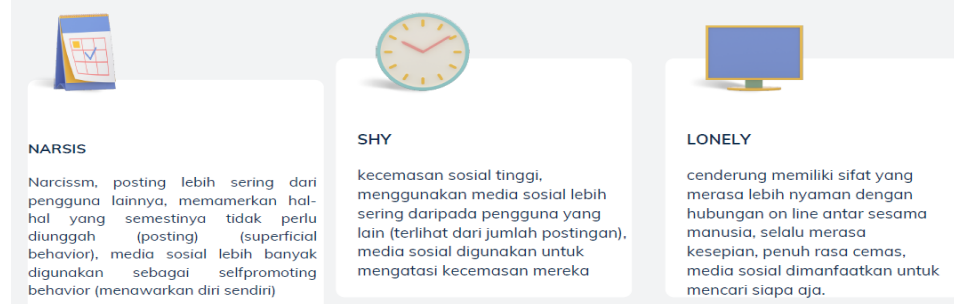 NARSIS
Narcissm, posting lebih sering dari
pengguna lainnya, memamerkan hal-
hal yang semestinya tidak perlu
diunggah (posting) (superficial
behavior), media sosial lebih banyak
digunakan sebagai selfpromoting
behavior (menawarkan diri sendiri)
SHY
kecemasan sosial tinggi,
menggunakan media sosial lebih
sering daripada pengguna yang
lain (terlihat dari jumlah postingan),
media sosial digunakan untuk
mengatasi kecemasan mereka
LONELY
cenderung memiliki sifat yang
merasa lebih nyaman dengan
hubungan on line antar sesama
manusia, selalu merasa
kesepian, penuh rasa cemas,
media sosial dimanfaatkan untuk
mencari siapa aja.